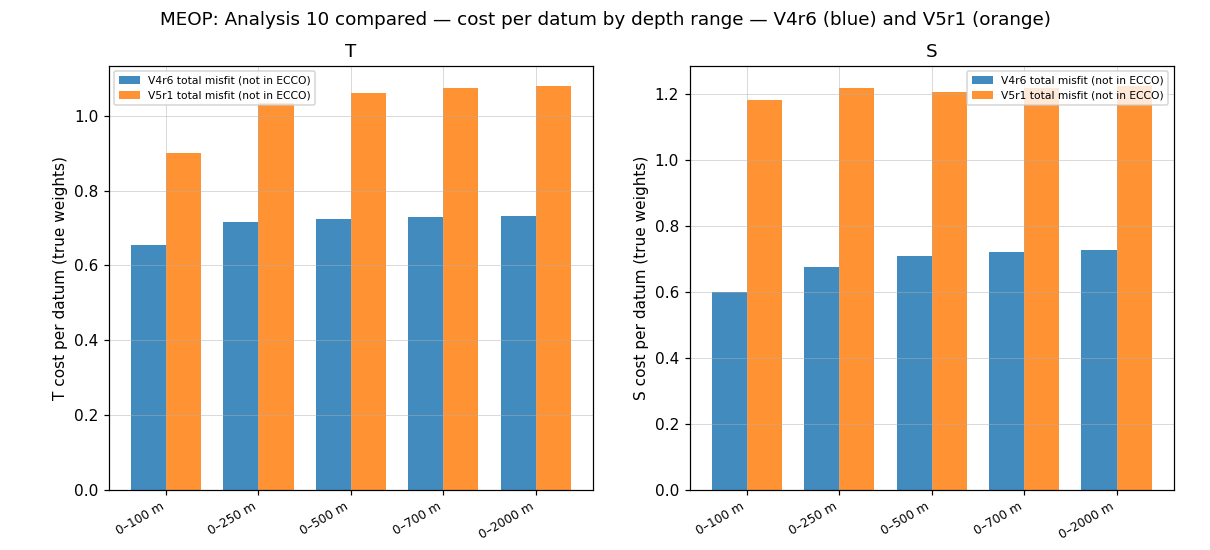 MEOP: Analysis 10 compared — cost per datum by depth range — V4r6 (blue) and V5r1 (orange)
T
V4r6 total misfit (not in ECCO)
V5r1 total misfit (not in ECCO)
T cost per datum (true weights)
1.0
0.8
0.6
0.4
0.2
0.0
0–100 m
0–250 m
0–500 m
0–700 m
0–2000 m
S
V4r6 total misfit (not in ECCO)
V5r1 total misfit (not in ECCO)
S cost per datum (true weights)
1.2
1.0
0.8
0.6
0.4
0.2
0.0
0–100 m
0–250 m
0–500 m
0–700 m
0–2000 m